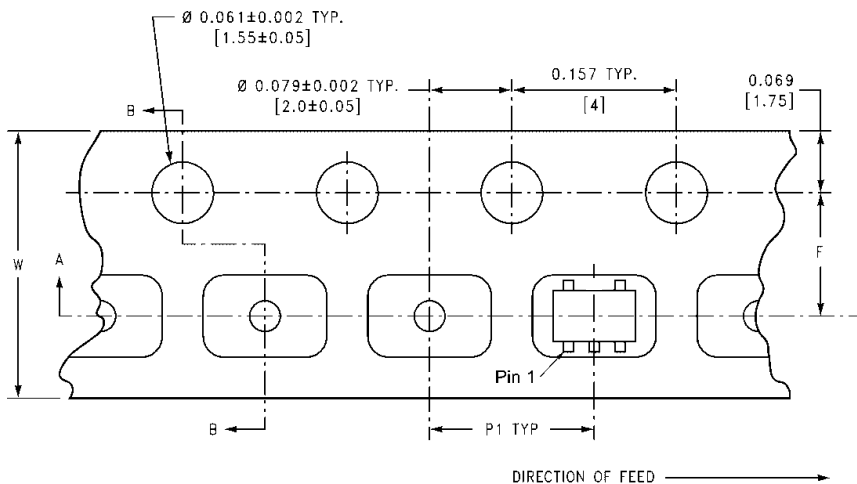 Ø 0.061±0.002 TYP.
[1.55±0.05]
Ø 0.079±0.002 TYP.
[2.0±0.05]
0.157 TYP.
[4]
0.069
[1.75]
B
W
A
F
Pin 1
B
P1 TYP
DIRECTION OF FEED